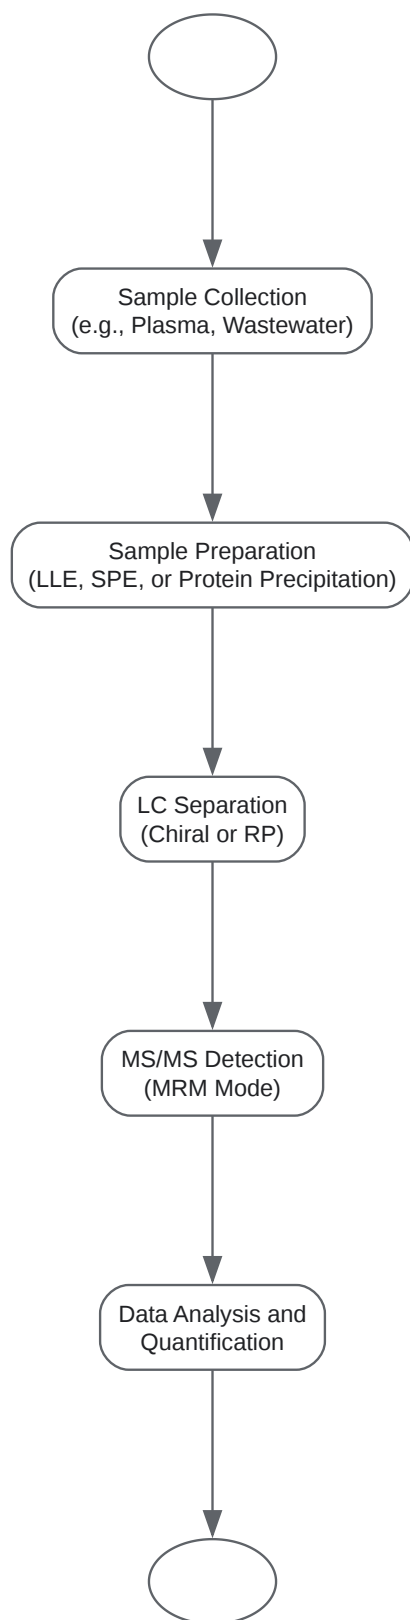 Sample Collection
(e.g., Plasma, Wastewater)
Sample Preparation
(LLE, SPE, or Protein Precipitation)
LC Separation
(Chiral or RP)
MS/MS Detection
(MRM Mode)
Data Analysis and
Quantification